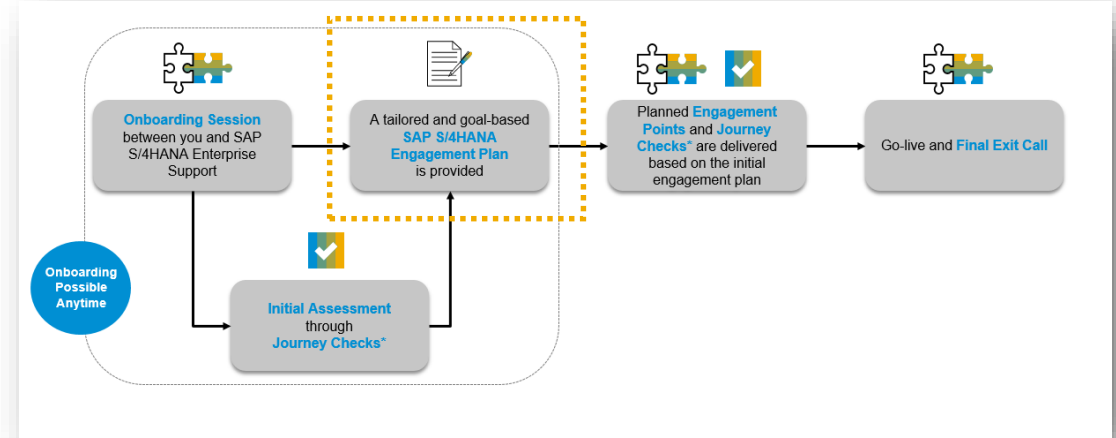 Onboarding Session
between you and SAP
S/4HANA Enterprise
Support
A tailored and goal-based
SAP S/4HANA
Engagement Plan
is provided
Planned Engagement
Points and Journey
Checks* are delivered
based on the initial
engagement plan
Go-live and Final Exit Call
Onboarding
Possible
Anytime
Initial Assessment
through
Journey Checks*